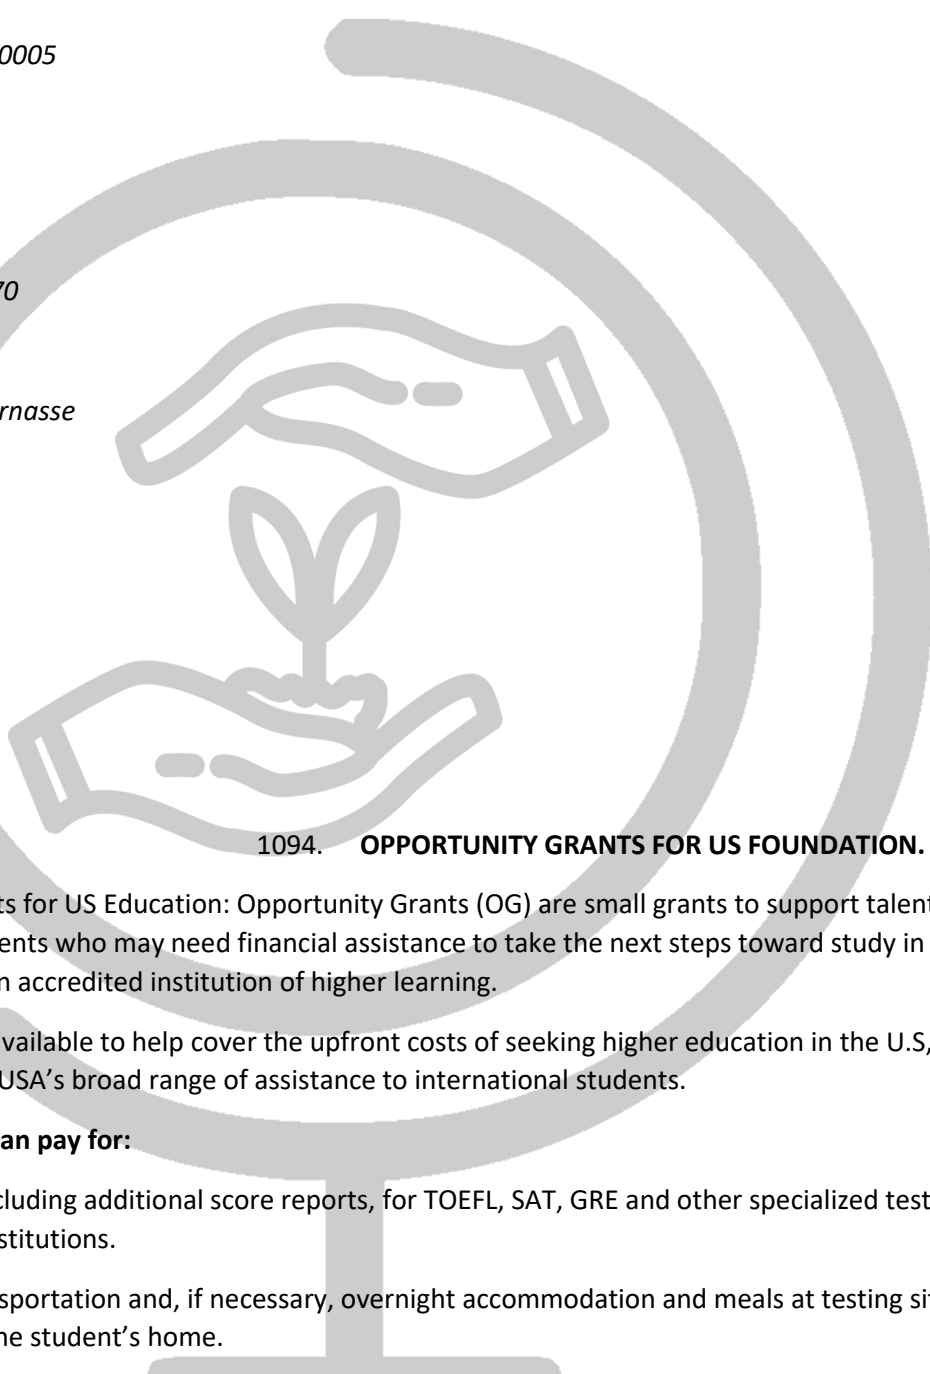 0005
70
rnasse
1094. OPPORTUNITY GRANTS FOR US FOUNDATION.
ts for US Education: Opportunity Grants (OG) are small grants to support talent
ents who may need financial assistance to take the next steps toward study in
n accredited institution of higher learning.
vailable to help cover the upfront costs of seeking higher education in the U.S,
USA’s broad range of assistance to international students.
an pay for:
cluding additional score reports, for TOEFL, SAT, GRE and other specialized test
stitutions.
sportation and, if necessary, overnight accommodation and meals at testing si
he student’s home.